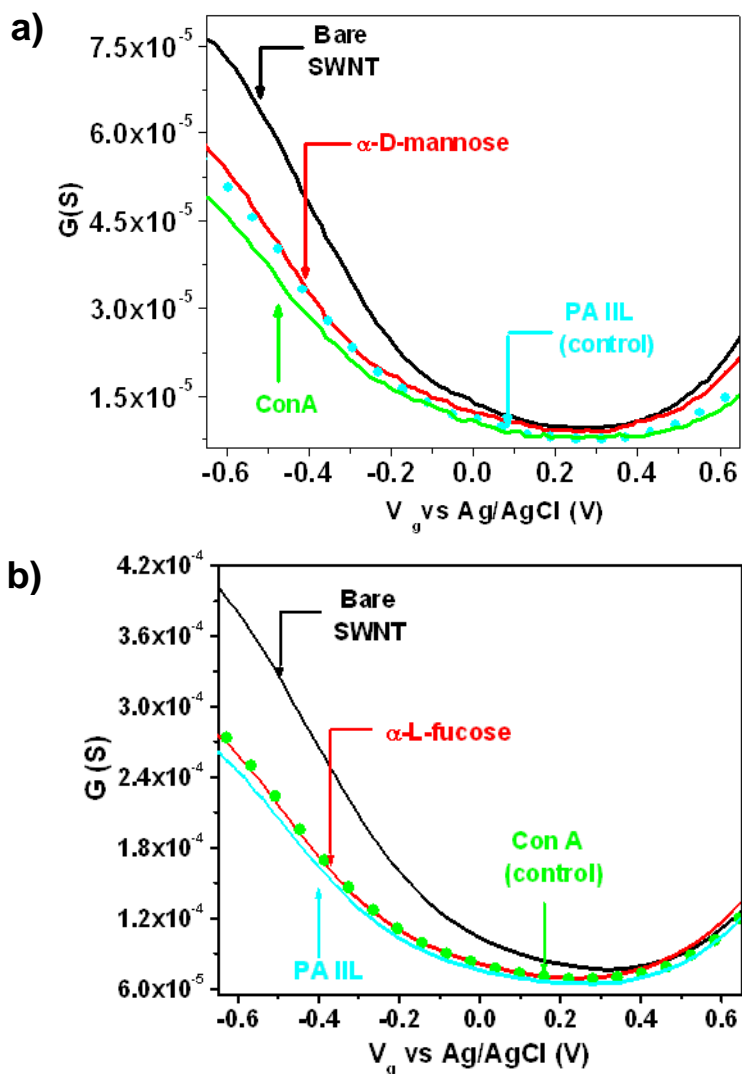 a)
7.5x10⁻⁵
6.0x10⁻⁵
4.5x10⁻⁵
3.0x10⁻⁵
1.5x10⁻⁵
G(S)
Bare
SWNT
α-D-mannose
PA IIL
(control)
ConA
-0.6 -0.4 -0.2 0.0 0.2 0.4 0.6
V_g vs Ag/AgCl (V)
b)
4.2x10⁻⁴
3.6x10⁻⁴
3.0x10⁻⁴
2.4x10⁻⁴
1.8x10⁻⁴
1.2x10⁻⁴
6.0x10⁻⁵
G (S)
Bare
SWNT
α-L-fucose
Con A
(control)
PA IIL
-0.6 -0.4 -0.2 0.0 0.2 0.4 0.6
V_g vs Ag/AgCl (V)